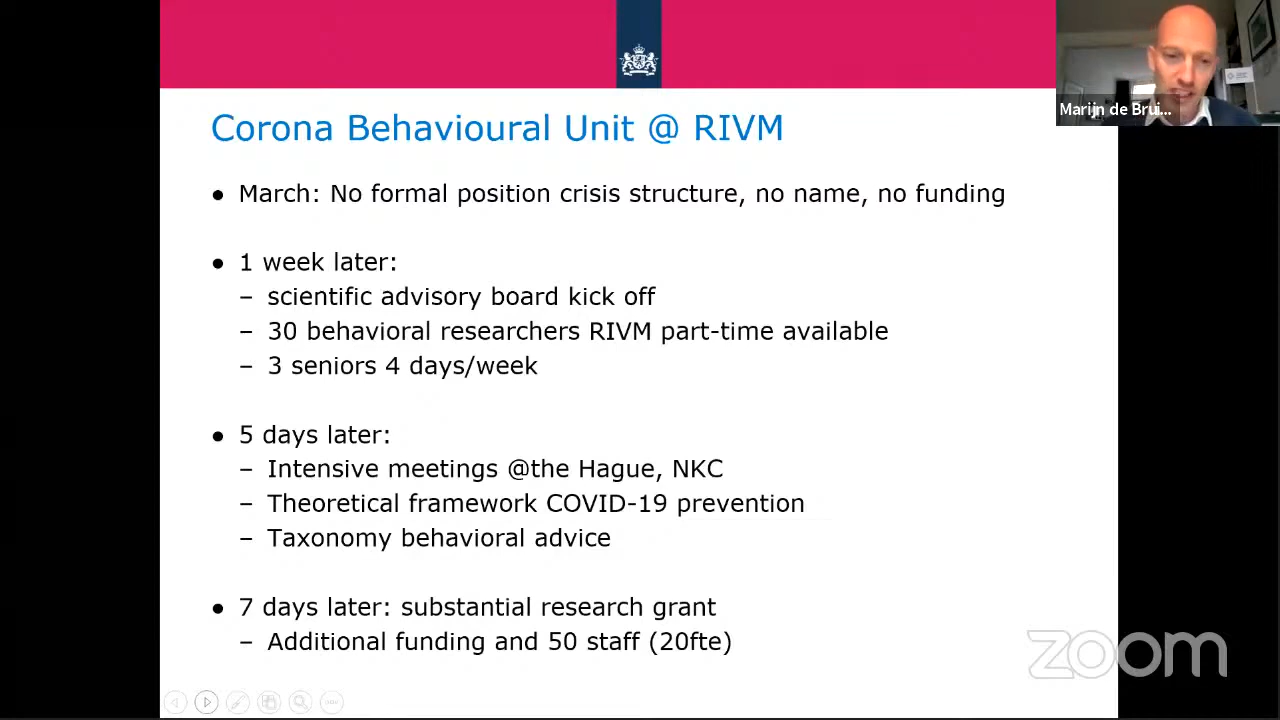 Corona Behavioural Unit @ RIVM
● March: No formal position crisis structure, no name, no funding
● 1 week later:
– scientific advisory board kick off
– 30 behavioral researchers RIVM part-time available
– 3 seniors 4 days/week
● 5 days later:
– Intensive meetings @the Hague, NKC
– Theoretical framework COVID-19 prevention
– Taxonomy behavioral advice
● 7 days later: substantial research grant
– Additional funding and 50 staff (20fte)
Marijn de Brui...
zoom